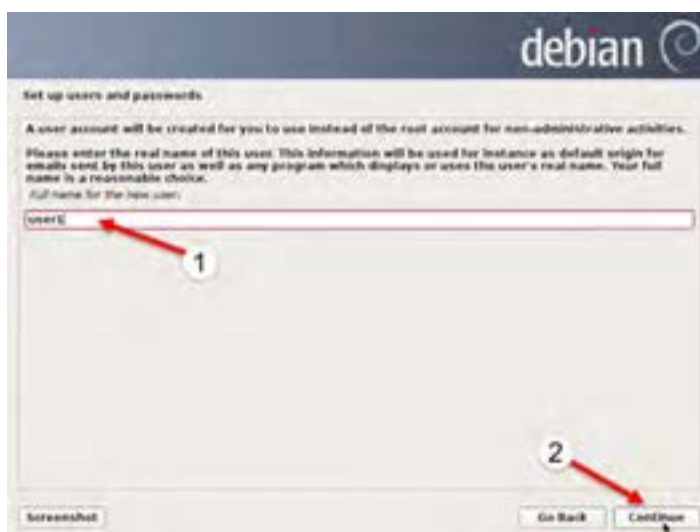 debian
Set up users and passwords
A user account will be created for you to use instead of the root account for non-administrative activities.
Please enter the real name of this user. This information will be used for instance as default origin for
emails sent by this user as well as any program which displays or uses the user's real name. Your full
name is a reasonable choice.
Full name for the new user:
user1
1
2
Screenshot
Go Back
Continue